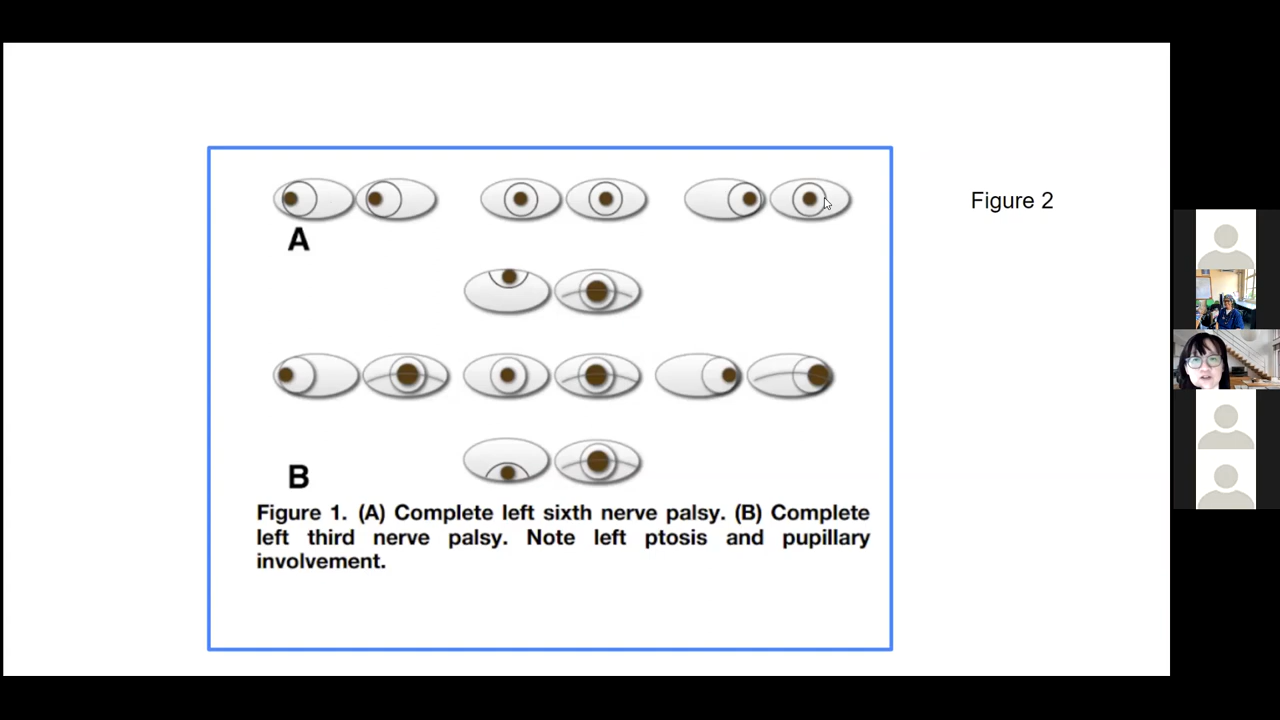 Figure 2
A
B
Figure 1. (A) Complete left sixth nerve palsy. (B) Complete
left third nerve palsy. Note left ptosis and pupillary
involvement.